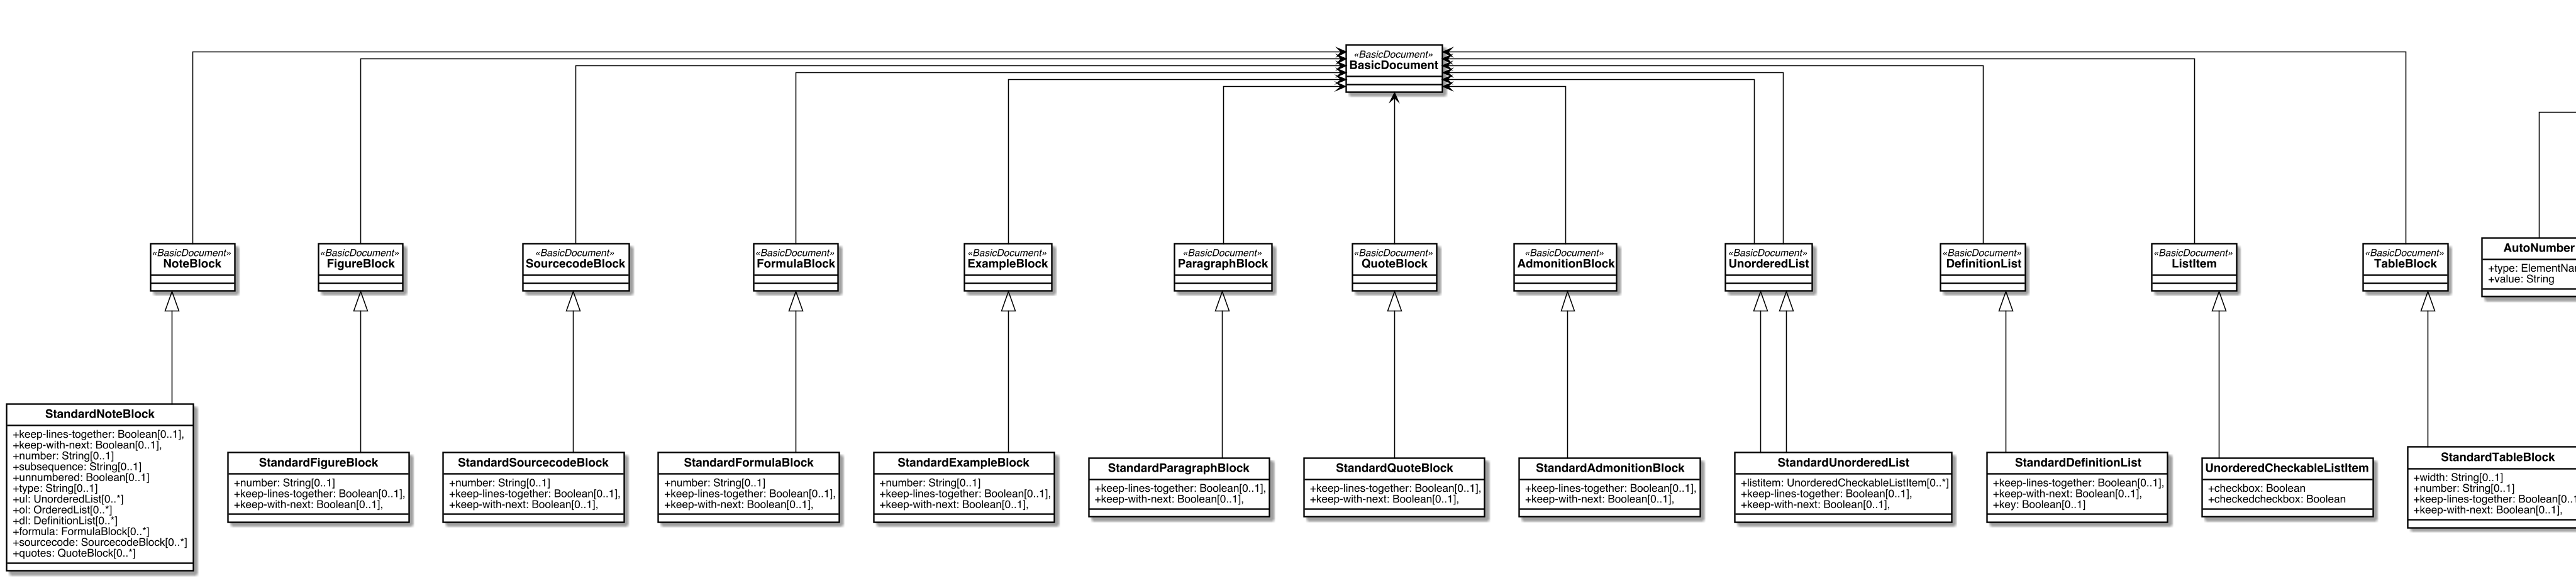 «BasicDocument»
BasicDocument
«BasicDocument»
NoteBlock
«BasicDocument»
FigureBlock
«BasicDocument»
SourcecodeBlock
«BasicDocument»
FormulaBlock
«BasicDocument»
ExampleBlock
«BasicDocument»
ParagraphBlock
«BasicDocument»
QuoteBlock
«BasicDocument»
AdmonitionBlock
«BasicDocument»
UnorderedList
«BasicDocument»
DefinitionList
«BasicDocument»
ListItem
«BasicDocument»
TableBlock
AutoNumber
+type: ElementNa
+value: String
StandardNoteBlock
+keep-lines-together: Boolean[0..1],
+keep-with-next: Boolean[0..1],
+number: String[0..1]
+subsequence: String[0..1]
+unnumbered: Boolean[0..1]
+type: String[0..1]
+ul: UnorderedList[0..*]
+ol: OrderedList[0..*]
+dl: DefinitionList[0..*]
+formula: FormulaBlock[0..*]
+sourcecode: SourcecodeBlock[0..*]
+quotes: QuoteBlock[0..*]
StandardFigureBlock
+number: String[0..1]
+keep-lines-together: Boolean[0..1],
+keep-with-next: Boolean[0..1],
StandardSourcecodeBlock
+number: String[0..1]
+keep-lines-together: Boolean[0..1],
+keep-with-next: Boolean[0..1],
StandardFormulaBlock
+number: String[0..1]
+keep-lines-together: Boolean[0..1],
+keep-with-next: Boolean[0..1],
StandardExampleBlock
+number: String[0..1]
+keep-lines-together: Boolean[0..1],
+keep-with-next: Boolean[0..1],
StandardParagraphBlock
+keep-lines-together: Boolean[0..1],
+keep-with-next: Boolean[0..1],
StandardQuoteBlock
+keep-lines-together: Boolean[0..1],
+keep-with-next: Boolean[0..1],
StandardAdmonitionBlock
+keep-lines-together: Boolean[0..1],
+keep-with-next: Boolean[0..1],
StandardUnorderedList
+listitem: UnorderedCheckableListItem[0..*]
+keep-lines-together: Boolean[0..1],
+keep-with-next: Boolean[0..1],
StandardDefinitionList
+keep-lines-together: Boolean[0..1],
+keep-with-next: Boolean[0..1],
+key: Boolean[0..1]
UnorderedCheckableListItem
+checkbox: Boolean
+checkedcheckbox: Boolean
StandardTableBlock
+width: String[0..1]
+number: String[0..1]
+keep-lines-together: Boolean[0..1
+keep-with-next: Boolean[0..1],